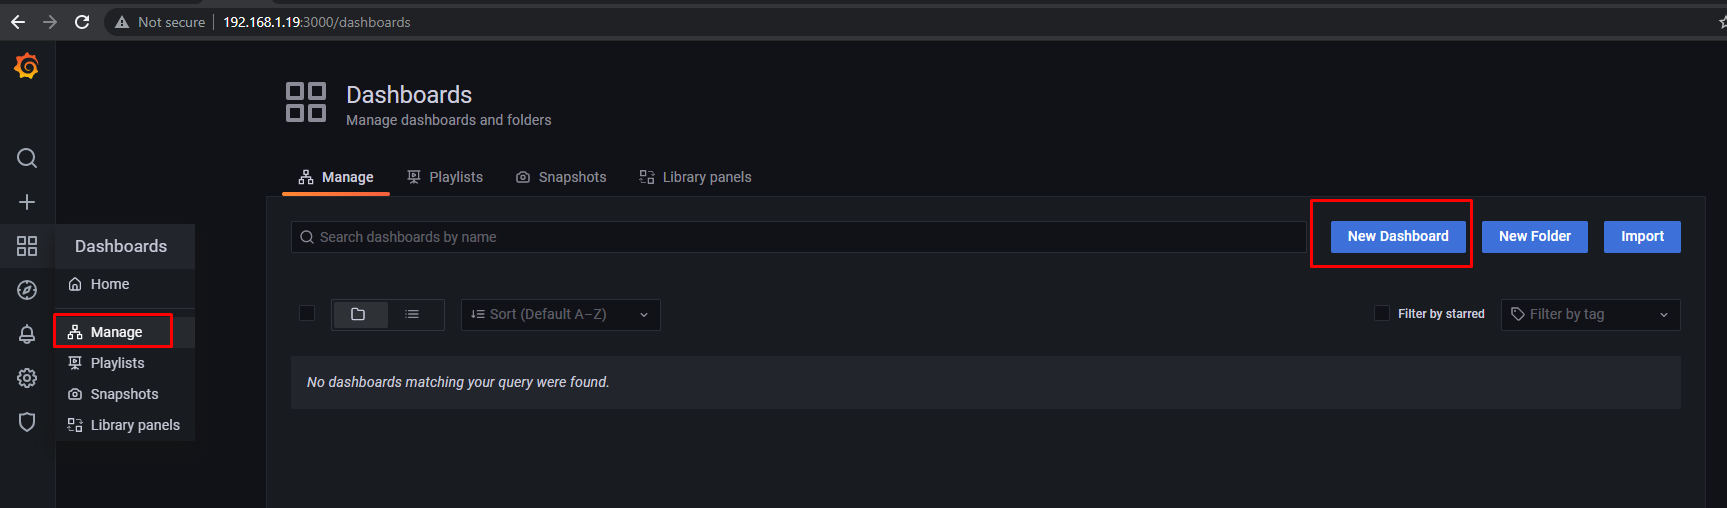 Not secure 192.168.1.19:3000/dashboards
Dashboards
Manage dashboards and folders
Manage Playlists Snapshots Library panels
Search dashboards by name
New Dashboard New Folder Import
Dashboards
Home
Manage
Playlists
Snapshots
Library panels
Sort (Default A–Z)
Filter by starred Filter by tag
No dashboards matching your query were found.